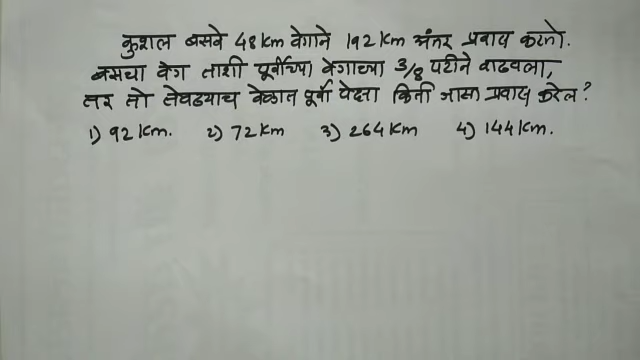 कुशल बसने 48 km वेगाने 192 km अंतर प्रवास करतो.
बसचा वेग ताशी पूर्वीच्या वेगाच्या 3/8 पटीने वाढवला,
तर तो तेवढ्याच वेळात पूर्वी पेक्षा किती जास्त प्रवास करेल?
1) 92 km. 2) 72 km 3) 264 km 4) 144 km.